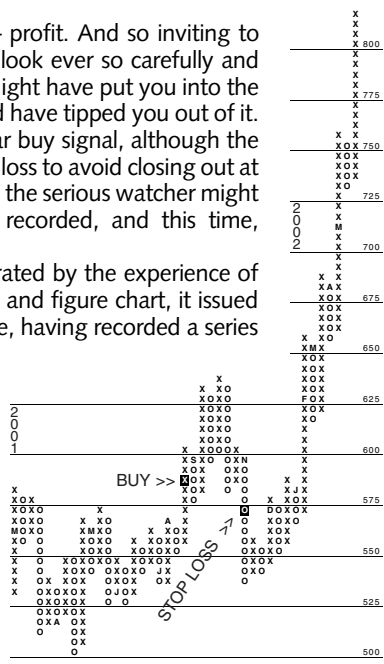 - profit. And so inviting to
look ever so carefully and
ight have put you into the
d have tipped you out of it.
ar buy signal, although the
loss to avoid closing out at
the serious watcher might
recorded, and this time,
rated by the experience of
and figure chart, it issued
e, having recorded a series
800
775
750
725
2002
700
675
650
625
2001
600
BUY >>
575
STOP LOSS >>
550
525
500